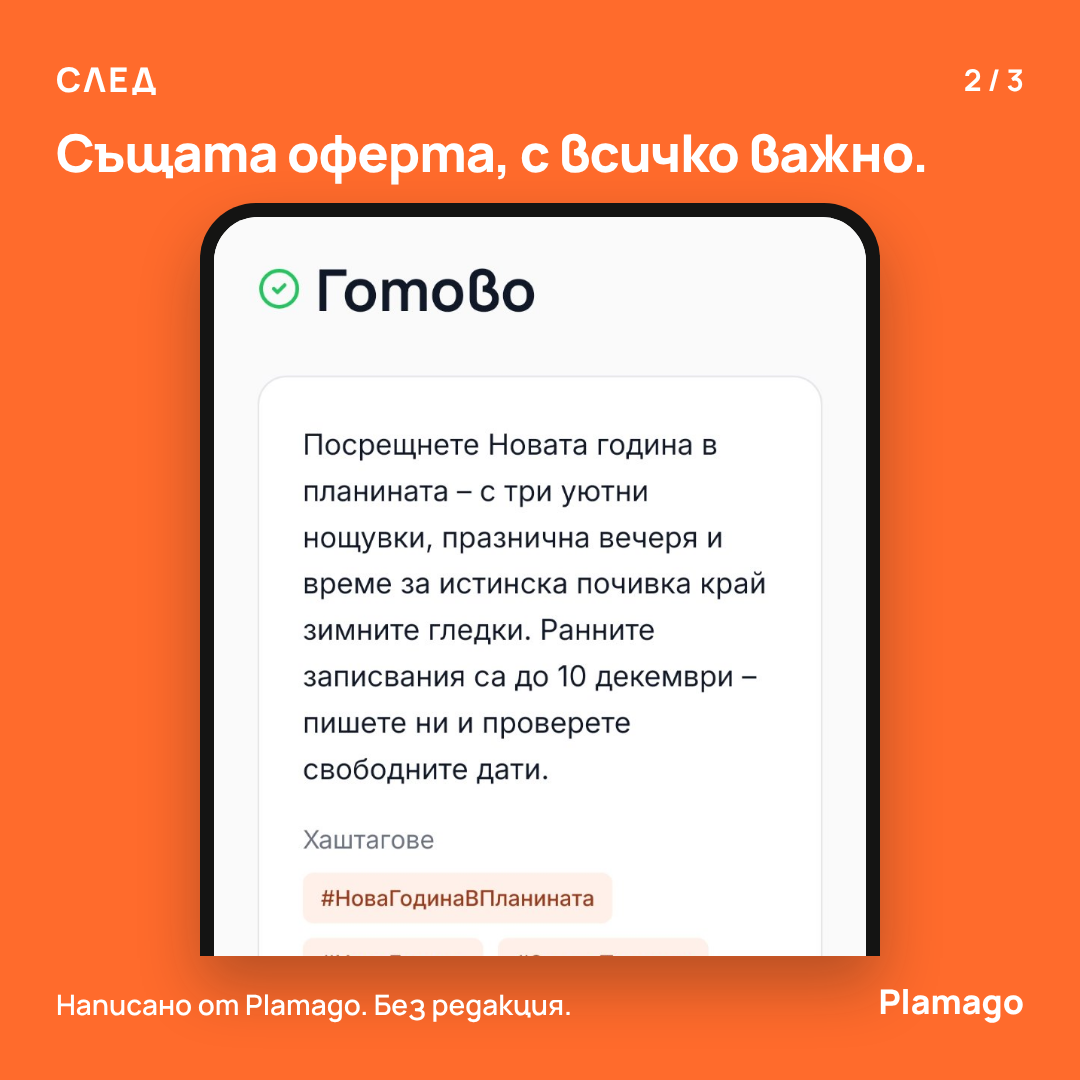 СЛЕД
2 / 3
Същата оферта, с всичко важно.
Готово
Посрещнете Новата година в
планината – с три уютни
нощувки, празнична вечеря и
време за истинска почивка край
зимните гледки. Ранните
записвания са до 10 декември –
пишете ни и проверете
свободните дати.
Хаштагове
#НоваГодинаВПланината
Написано от Plamago. Без редакция.
Plamago